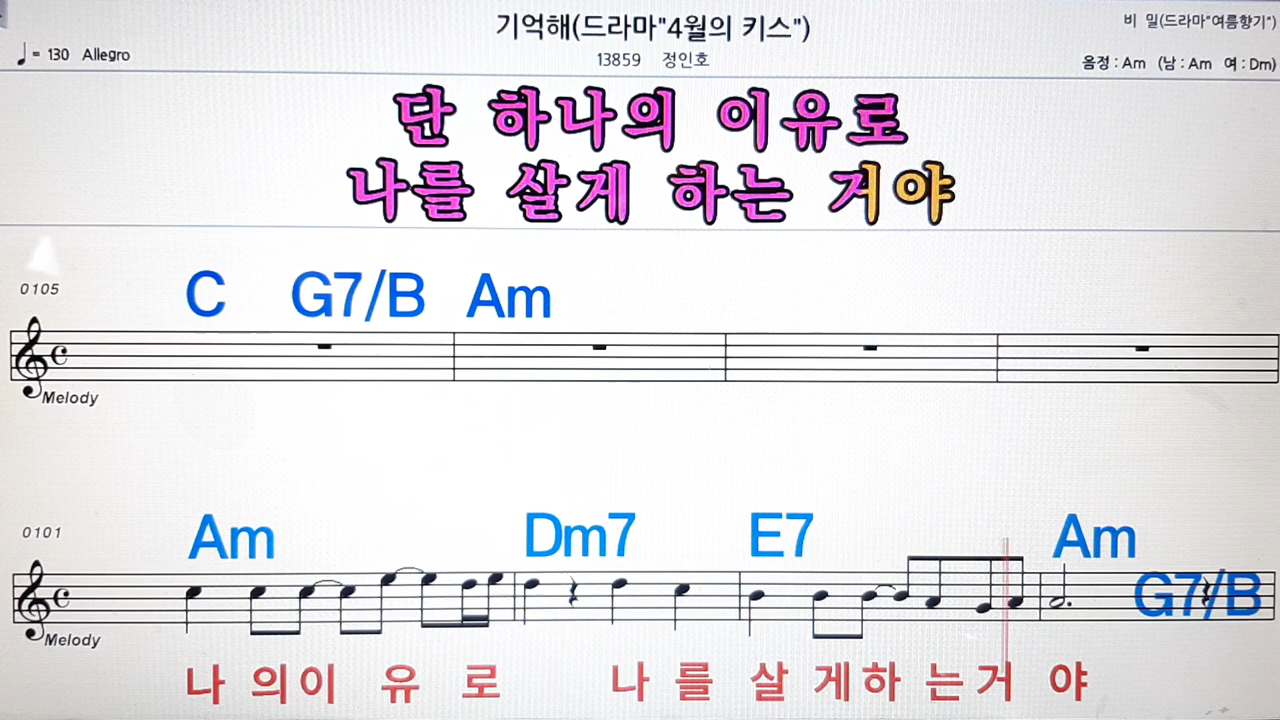 기억해(드라마"4월의 키스")
비 밀(드라마"여름향기")
♩= 130 Allegro
13859 정인호
음정 : Am (남 : Am 여 : Dm)
단 하나의 이유로
나를 살게 하는 거야
0105
C G7/B Am
Melody
0101
Am Dm7 E7 Am G7/B
Melody
나 의이 유 로 나 를 살 게하 는거 야